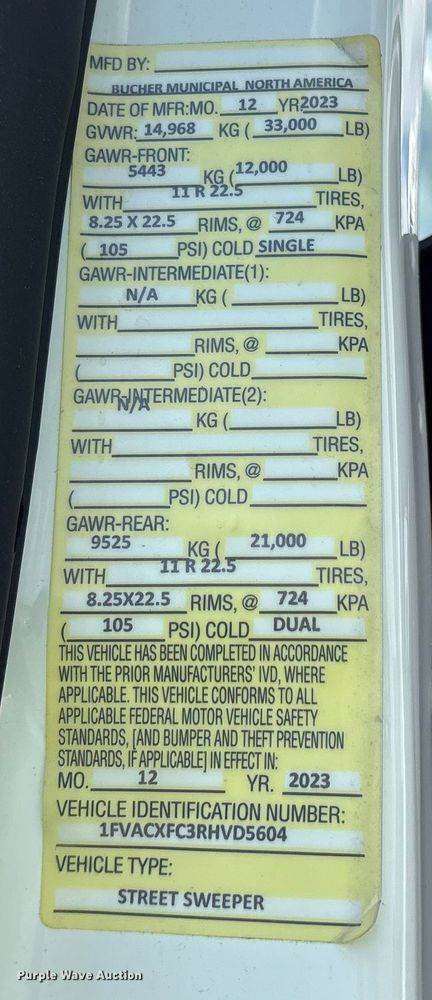 MFD BY:
BUCHER MUNICIPAL NORTH AMERICA
DATE OF MFR:MO. 12 YR.2023
GVWR: 14,968 KG ( 33,000 LB)
GAWR-FRONT:
5443 KG (12,000 LB)
WITH 11 R 22.5 TIRES,
8.25 X 22.5 RIMS, @ 724 KPA
( 105 PSI) COLD SINGLE
GAWR-INTERMEDIATE(1):
N/A KG ( LB)
WITH TIRES,
RIMS, @ KPA
( PSI) COLD
GAWR-INTERMEDIATE(2):
N/A KG ( LB)
WITH TIRES,
RIMS, @ KPA
( PSI) COLD
GAWR-REAR:
9525 KG ( 21,000 LB)
WITH 11 R 22.5 TIRES,
8.25X22.5 RIMS, @ 724 KPA
( 105 PSI) COLD DUAL
THIS VEHICLE HAS BEEN COMPLETED IN ACCORDANCE
WITH THE PRIOR MANUFACTURERS' IVD, WHERE
APPLICABLE. THIS VEHICLE CONFORMS TO ALL
APPLICABLE FEDERAL MOTOR VEHICLE SAFETY
STANDARDS, [AND BUMPER AND THEFT PREVENTION
STANDARDS, IF APPLICABLE] IN EFFECT IN:
MO. 12 YR. 2023
VEHICLE IDENTIFICATION NUMBER:
1FVACXFC3RHVD5604
VEHICLE TYPE:
STREET SWEEPER
Purple Wave Auction